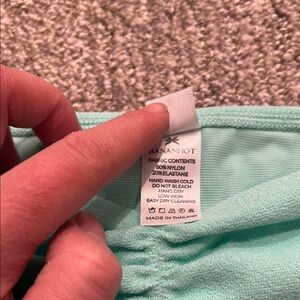 BANANHOT
FABRIC CONTENTS
80% NYLON
20% ELASTANE
HAND WASH COLD
DO NOT BLEACH
HANG DRY
LOW IRON
EASY DRY CLEANING
MADE IN THAILAND